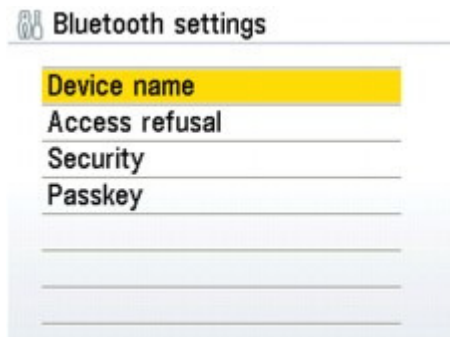 Bluetooth settings
Device name
Access refusal
Security
Passkey